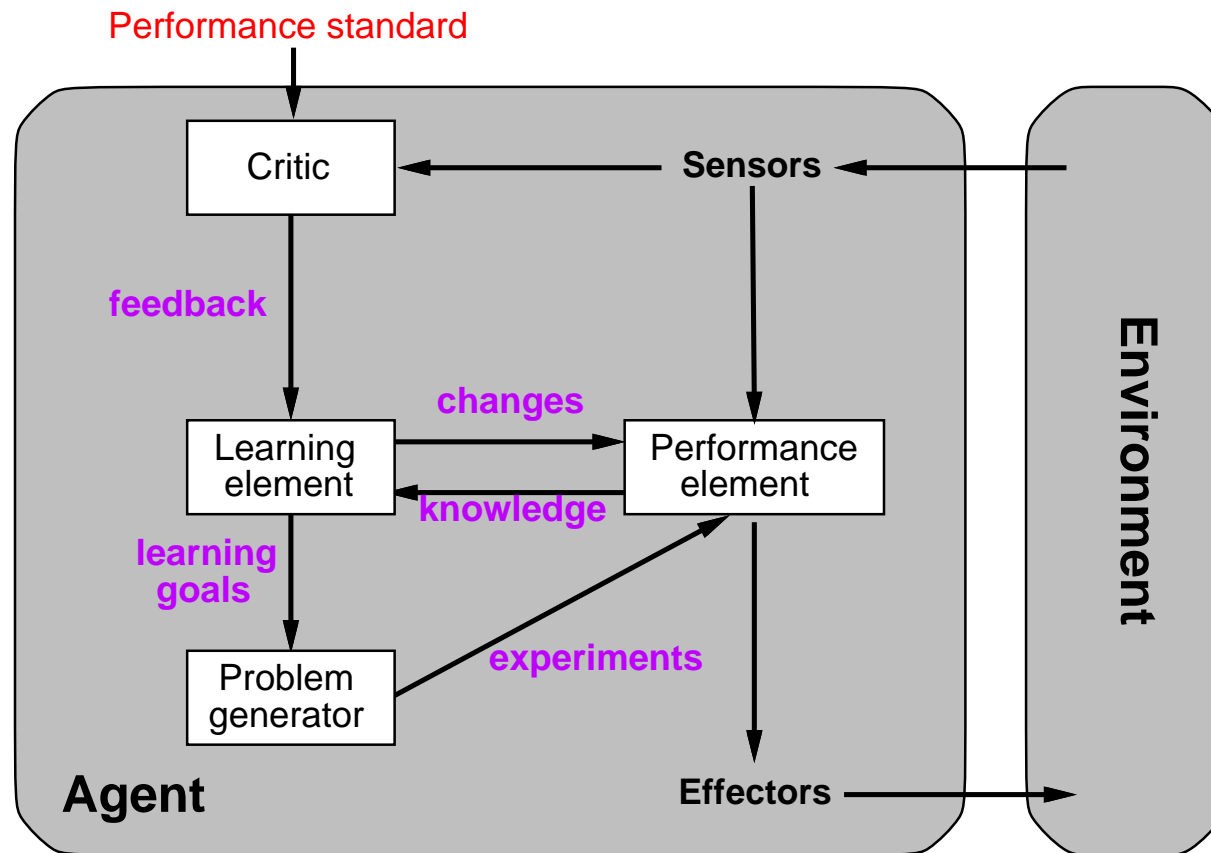 Performance standard
Critic
Sensors
feedback
changes
Learning
element
Performance
element
knowledge
learning
goals
experiments
Problem
generator
Agent
Effectors
Environment